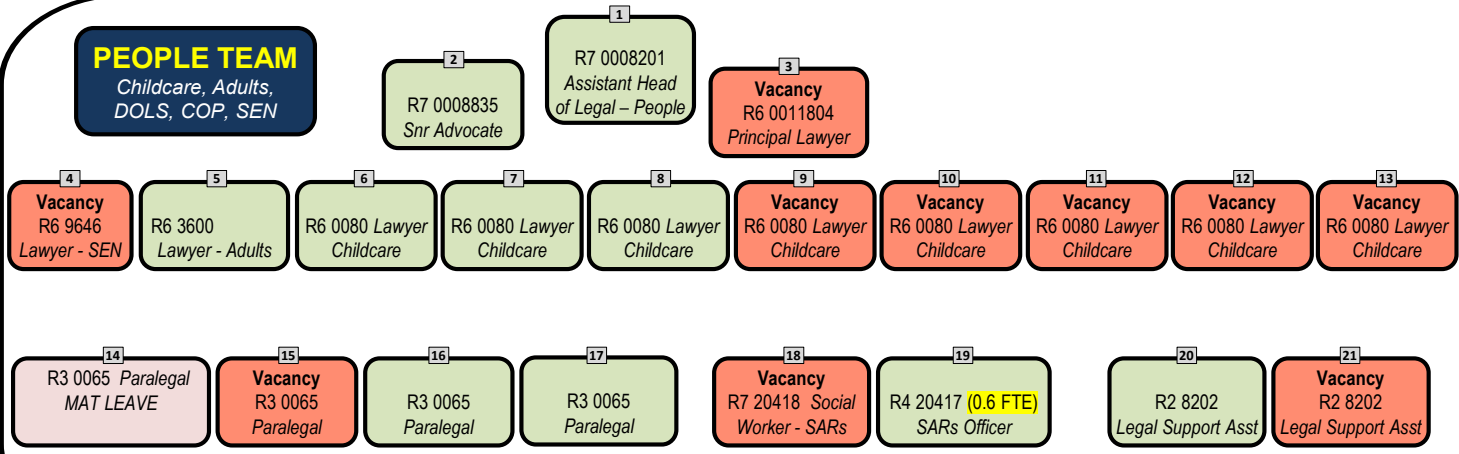 PEOPLE TEAM
Childcare, Adults,
DOLS, COP, SEN
1
R7 0008201
Assistant Head
of Legal – People
2
R7 0008835
Snr Advocate
3
Vacancy
R6 0011804
Principal Lawyer
4
Vacancy
R6 9646
Lawyer - SEN
5
R6 3600
Lawyer - Adults
6
R6 0080 Lawyer
Childcare
7
R6 0080 Lawyer
Childcare
8
R6 0080 Lawyer
Childcare
9
Vacancy
R6 0080 Lawyer
Childcare
10
Vacancy
R6 0080 Lawyer
Childcare
11
Vacancy
R6 0080 Lawyer
Childcare
12
Vacancy
R6 0080 Lawyer
Childcare
13
Vacancy
R6 0080 Lawyer
Childcare
14
R3 0065 Paralegal
MAT LEAVE
15
Vacancy
R3 0065
Paralegal
16
R3 0065
Paralegal
17
R3 0065
Paralegal
18
Vacancy
R7 20418 Social
Worker - SARs
19
R4 20417 (0.6 FTE)
SARs Officer
20
R2 8202
Legal Support Asst
21
Vacancy
R2 8202
Legal Support Asst